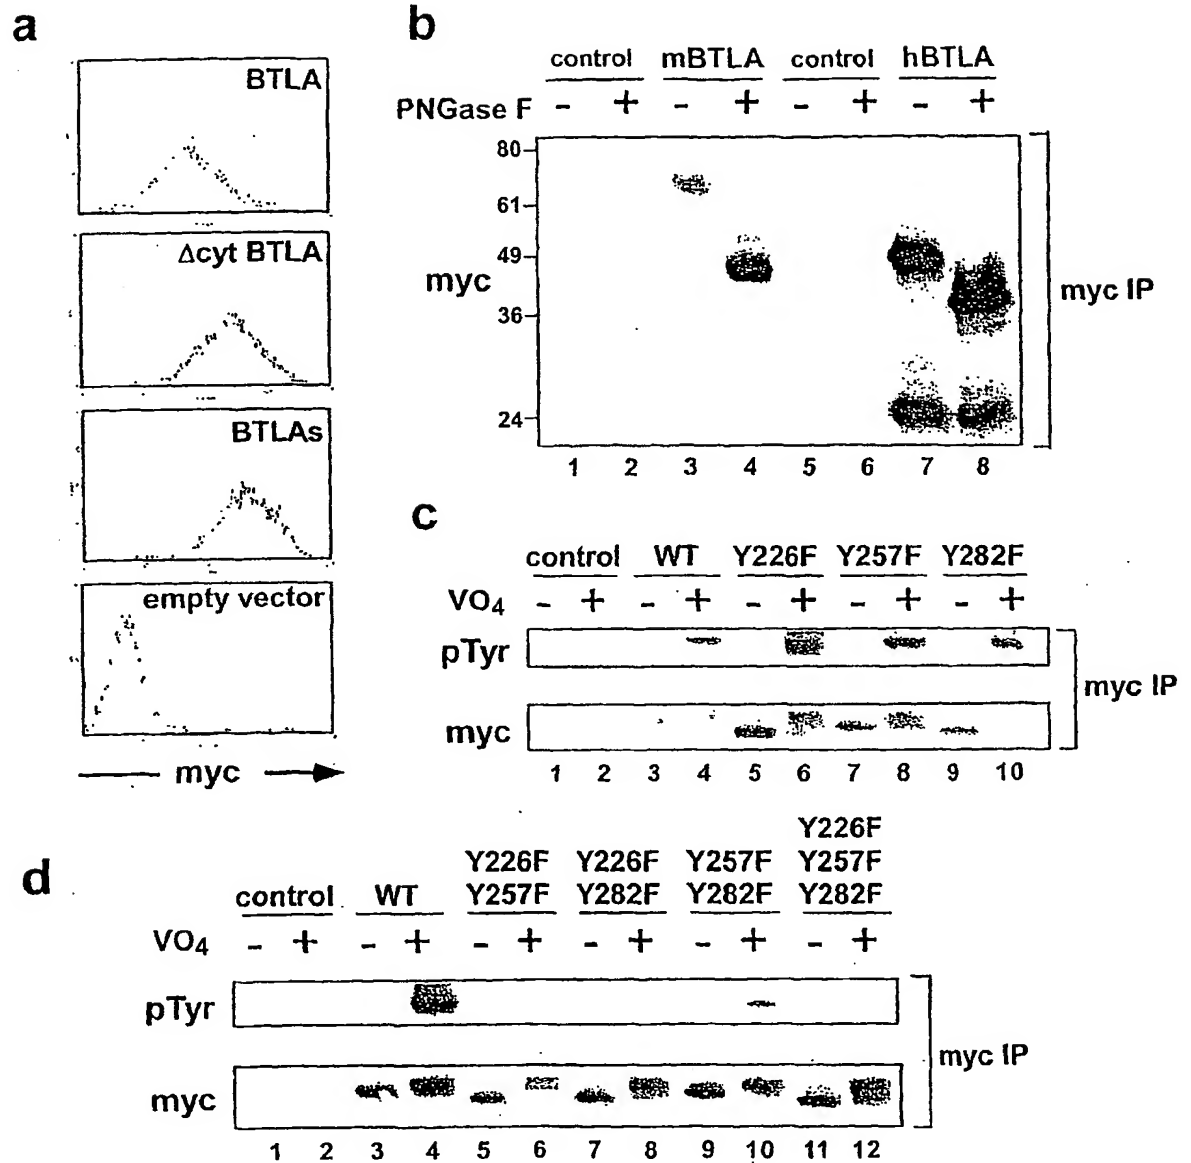 a
BTLA
Δcyt BTLA
BTLAs
empty vector
myc
b
control mBTLA control hBTLA
PNGase F - + - + - + - +
80
61
49
36
24
myc
myc IP
1 2 3 4 5 6 7 8
c
control WT Y226F Y257F Y282F
VO4 - + - + - + - + - +
pTyr
myc
myc IP
1 2 3 4 5 6 7 8 9 10
d
Y226F
Y226F Y226F Y257F Y257F
control WT Y257F Y282F Y282F Y282F
VO4 - + - + - + - + - + - +
pTyr
myc
myc IP
1 2 3 4 5 6 7 8 9 10 11 12